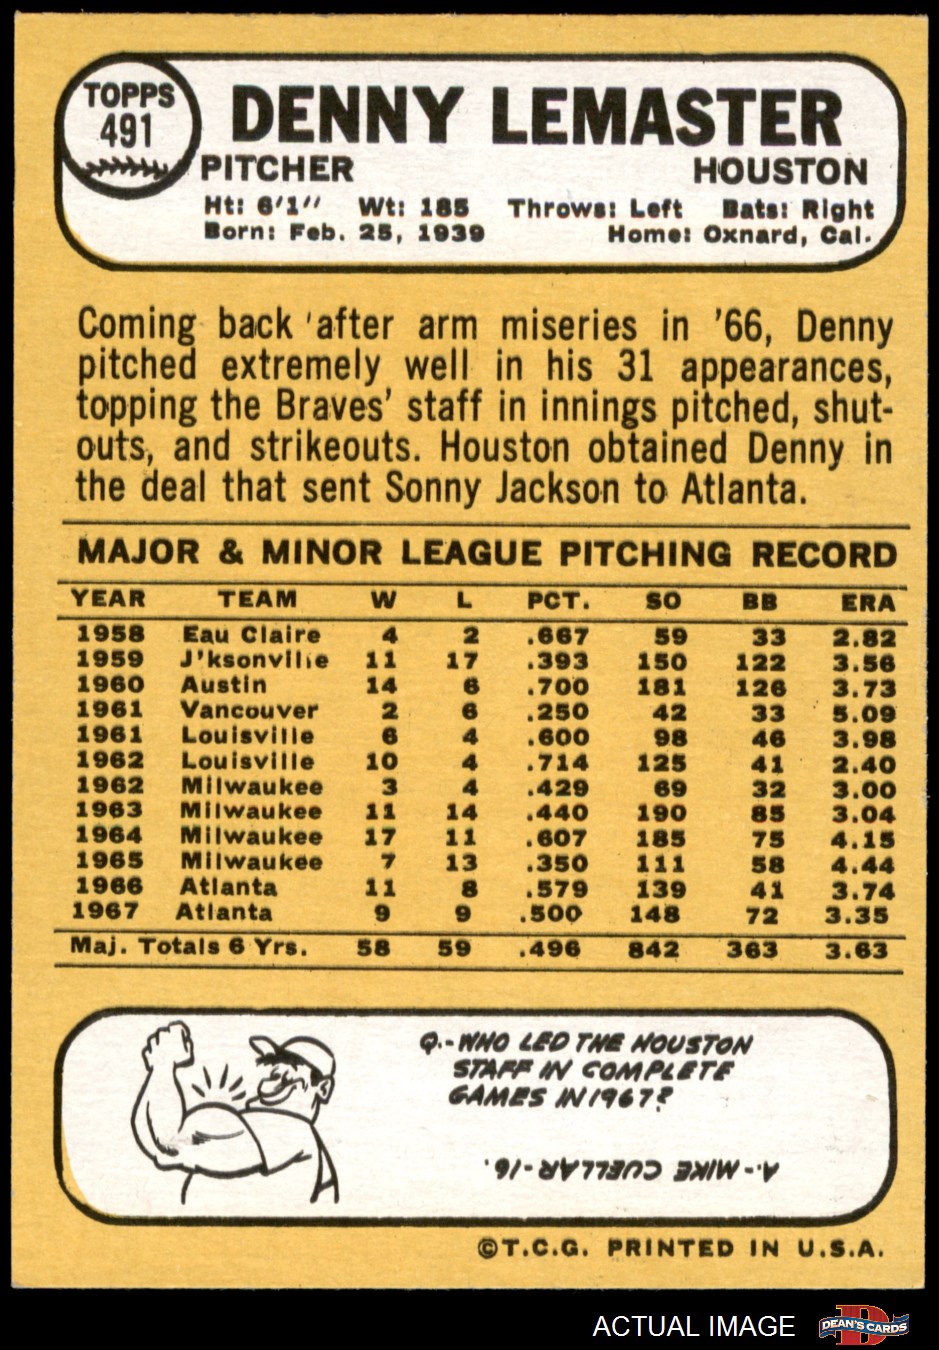 TOPPS
491
DENNY LEMASTER
PITCHER HOUSTON
Ht: 6'1" Wt: 185 Throws: Left Bats: Right
Born: Feb. 25, 1939 Home: Oxnard, Cal.
Coming back after arm miseries in '66, Denny
pitched extremely well in his 31 appearances,
topping the Braves' staff in innings pitched, shut-
outs, and strikeouts. Houston obtained Denny in
the deal that sent Sonny Jackson to Atlanta.
MAJOR & MINOR LEAGUE PITCHING RECORD
YEAR TEAM W L PCT. SO BB ERA
1958 Eau Claire 4 2 .667 59 33 2.82
1959 J'ksonville 11 17 .393 150 122 3.56
1960 Austin 14 6 .700 181 126 3.73
1961 Vancouver 2 6 .250 42 33 5.09
1961 Louisville 6 4 .600 98 46 3.98
1962 Louisville 10 4 .714 125 41 2.40
1962 Milwaukee 3 4 .429 69 32 3.00
1963 Milwaukee 11 14 .440 190 85 3.04
1964 Milwaukee 17 11 .607 185 75 4.15
1965 Milwaukee 7 13 .350 111 58 4.44
1966 Atlanta 11 8 .579 139 41 3.74
1967 Atlanta 9 9 .500 148 72 3.35
Maj. Totals 6 Yrs. 58 59 .496 842 363 3.63
Q.-WHO LED THE HOUSTON
STAFF IN COMPLETE
GAMES IN 1967?
A.-MIKE CUELLAR-16.
©T.C.G. PRINTED IN U.S.A.
ACTUAL IMAGE
D
DEAN'S CARDS